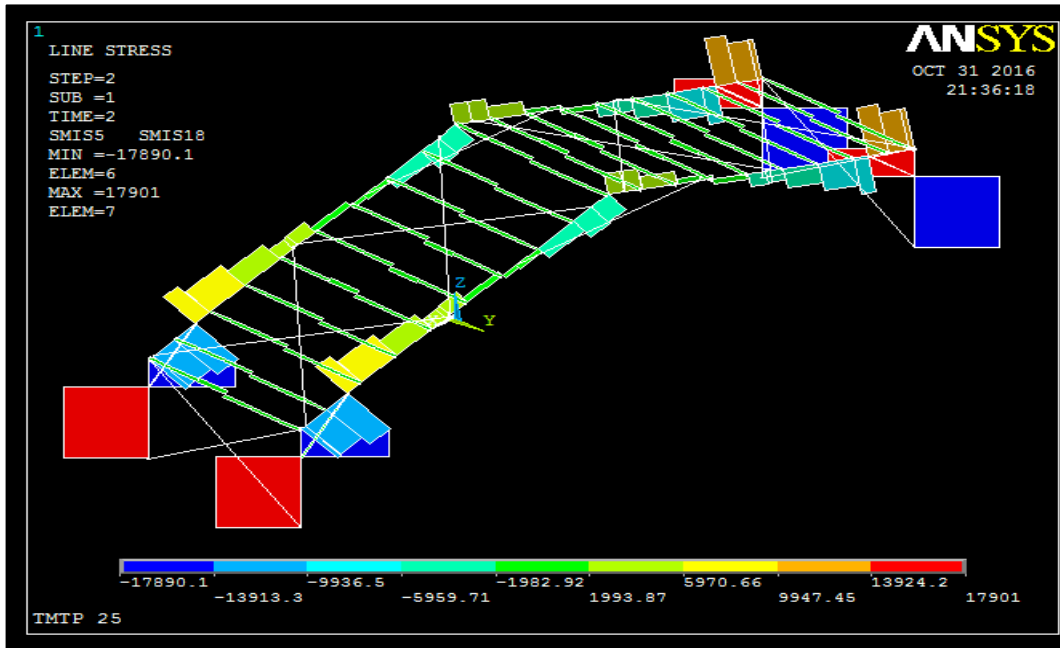 1
LINE STRESS
STEP=2
SUB =1
TIME=2
SMIS5 SMIS18
MIN =-17890.1
ELEM=6
MAX =17901
ELEM=7
ANSYS
OCT 31 2016
21:36:18
Z
Y
-17890.1 -9936.5 -1982.92 5970.66 13924.2
-13913.3 -5959.71 1993.87 9947.45 17901
TMTP 25